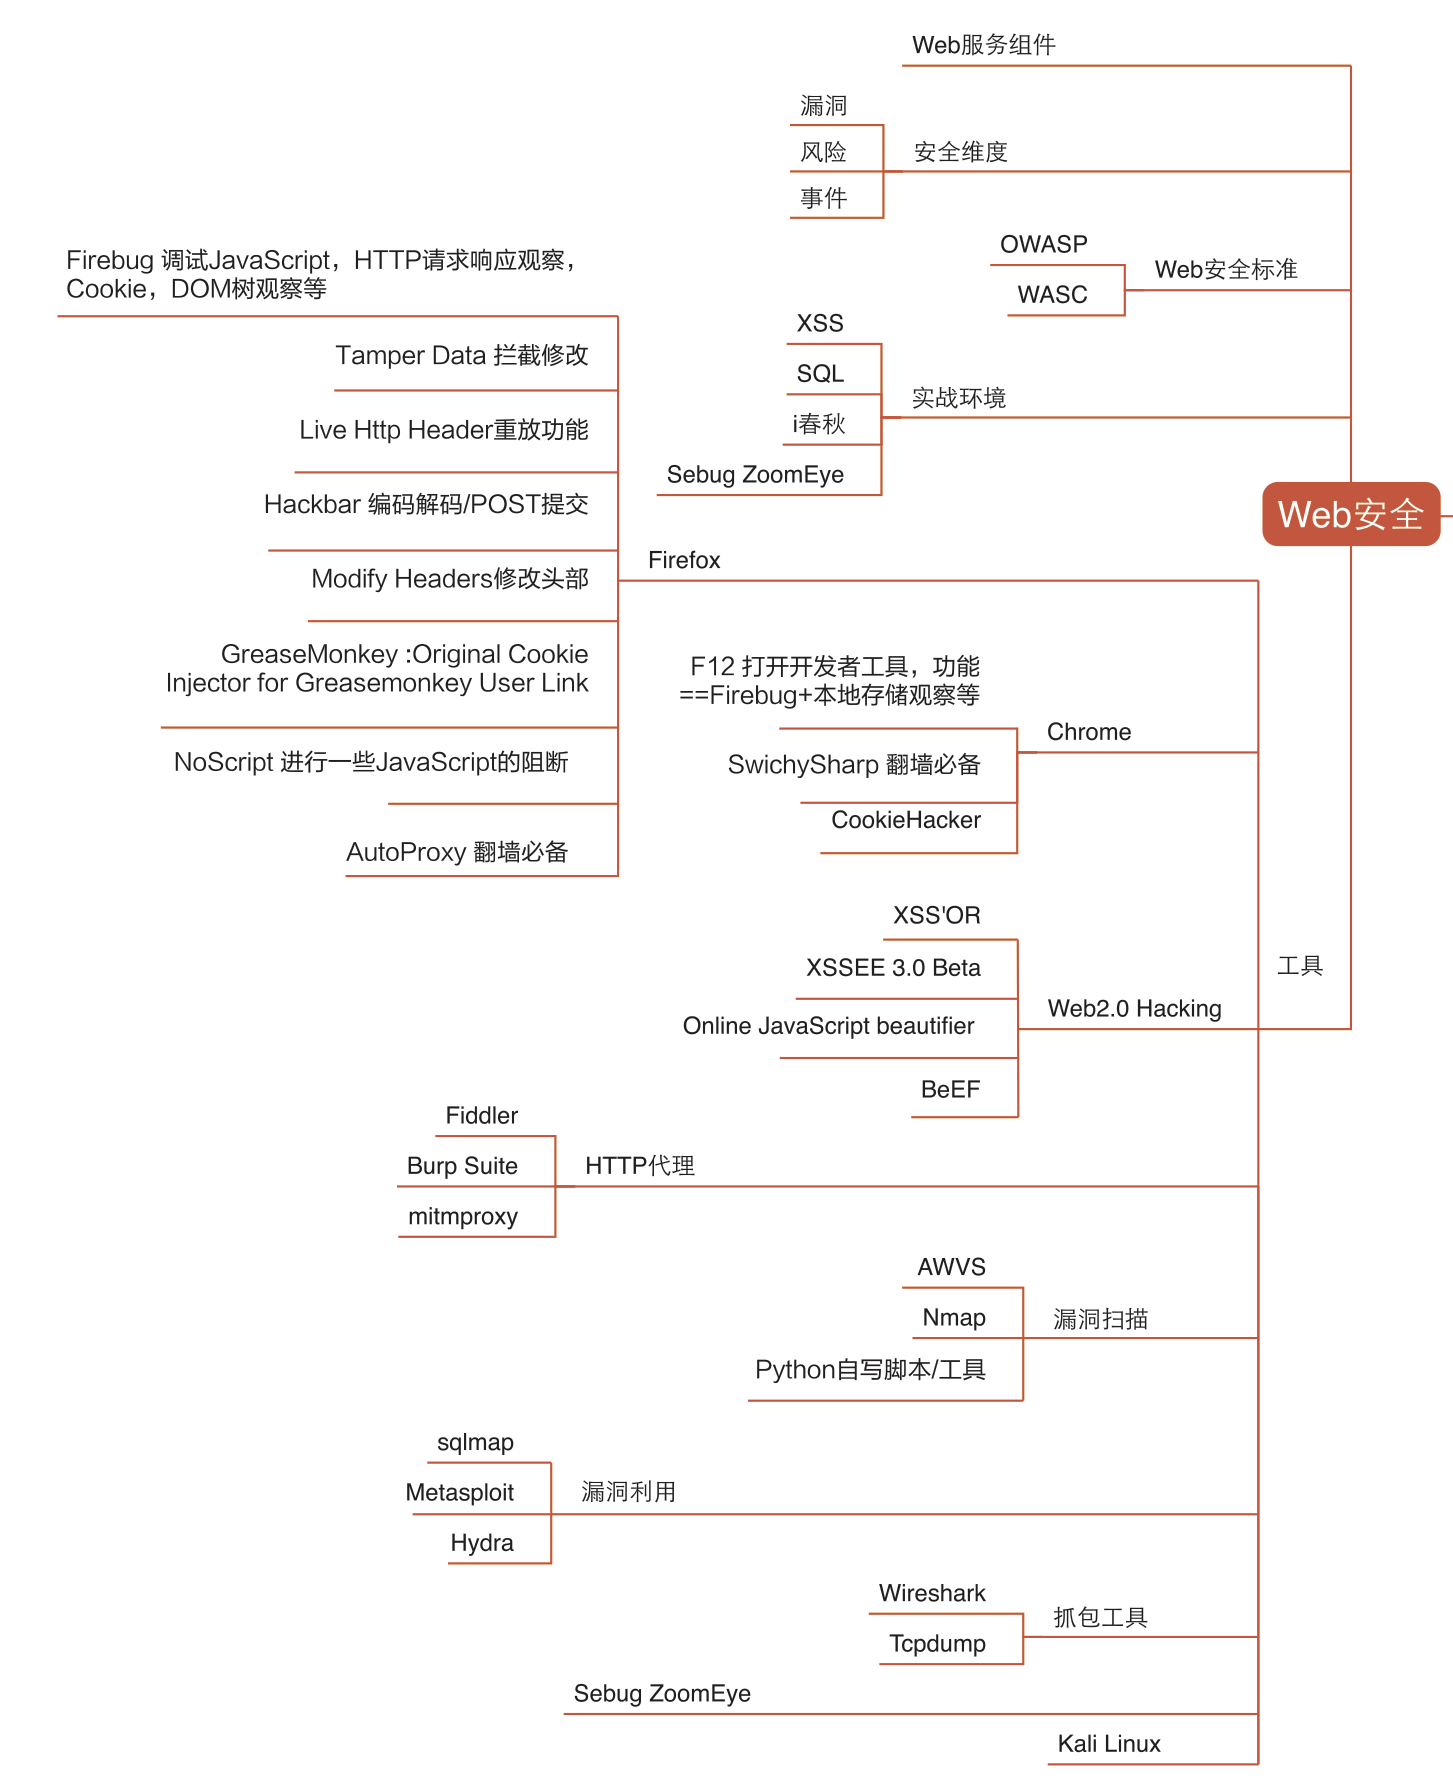 Web服务组件
漏洞
风险
安全维度
事件
OWASP
Web安全标准
WASC
XSS
SQL
实战环境
i春秋
Sebug ZoomEye
Web安全
Firebug 调试JavaScript，HTTP请求响应观察，
Cookie，DOM树观察等
Tamper Data 拦截修改
Live Http Header重放功能
Hackbar 编码解码/POST提交
Modify Headers修改头部
GreaseMonkey :Original Cookie
Injector for Greasemonkey User Link
NoScript 进行一些JavaScript的阻断
AutoProxy 翻墙必备
Firefox
F12 打开开发者工具，功能
==Firebug+本地存储观察等
SwichySharp 翻墙必备
CookieHacker
Chrome
XSS'OR
XSSEE 3.0 Beta
Online JavaScript beautifier
BeEF
Web2.0 Hacking
工具
Fiddler
Burp Suite
mitmproxy
HTTP代理
AWVS
Nmap
Python自写脚本/工具
漏洞扫描
sqlmap
Metasploit
Hydra
漏洞利用
Wireshark
Tcpdump
抓包工具
Sebug ZoomEye
Kali Linux